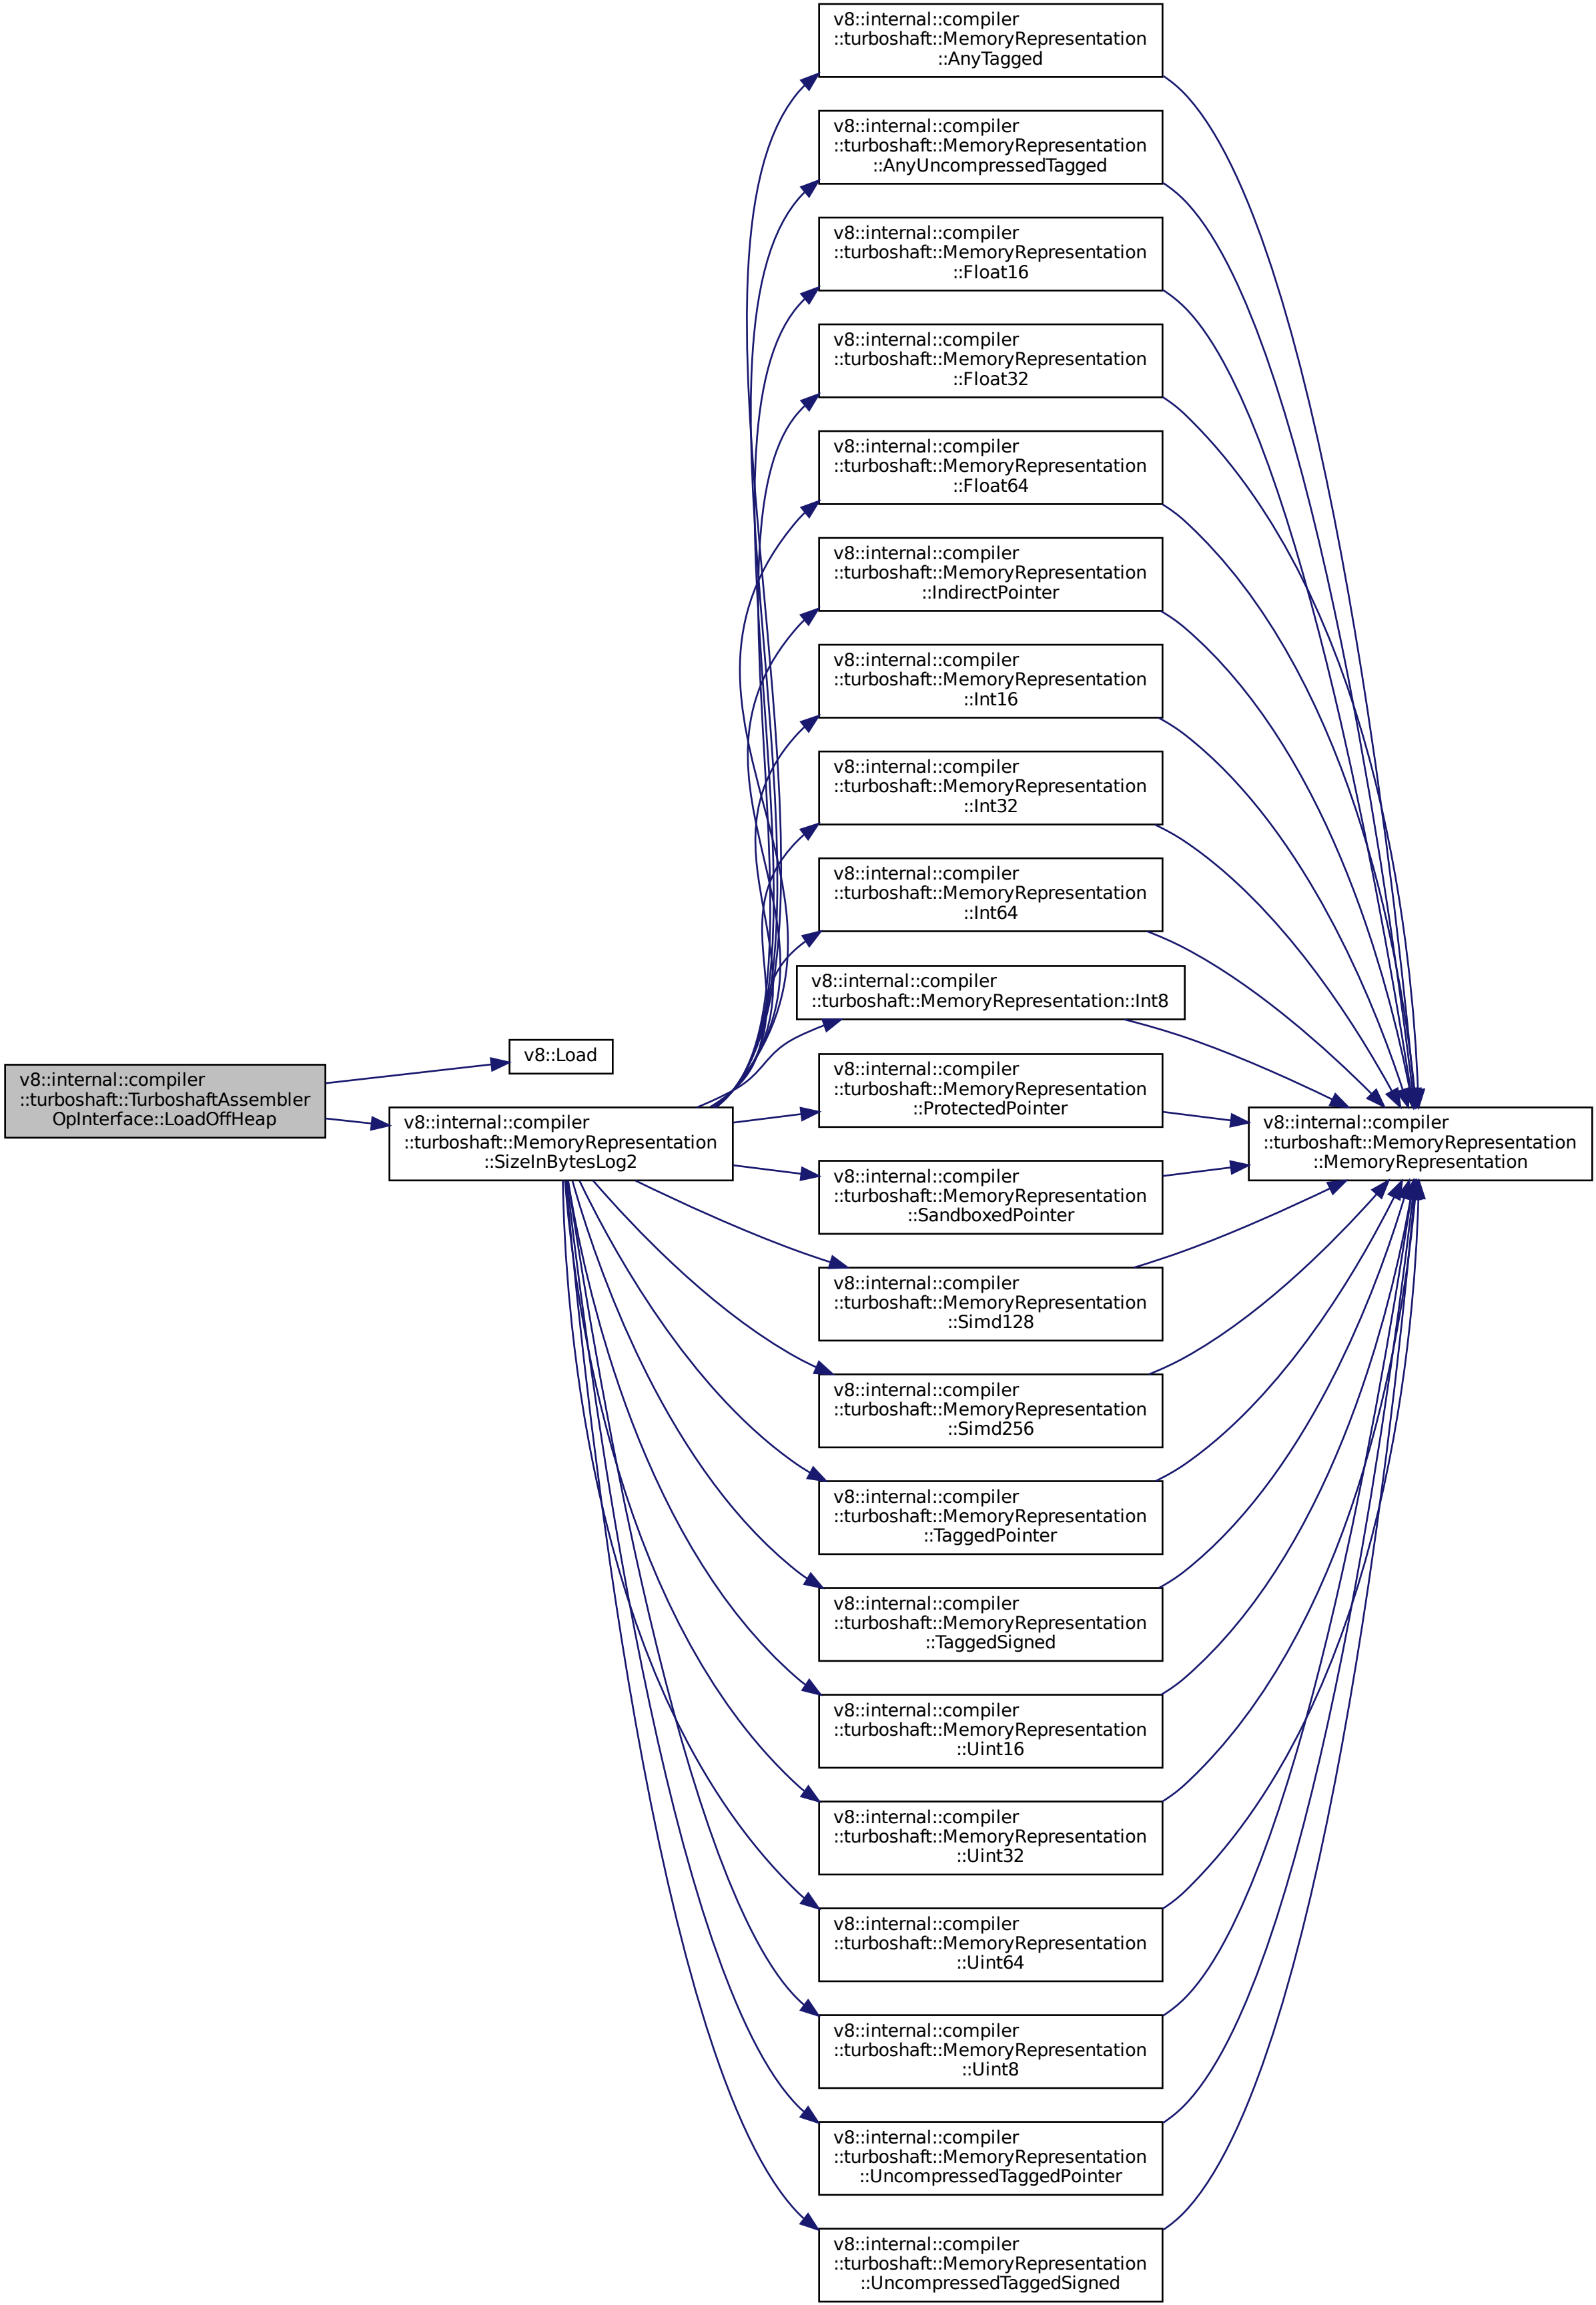 v8::internal::compiler
::turboshaft::TurboshaftAssembler
OpInterface::LoadOffHeap
v8::Load
v8::internal::compiler
::turboshaft::MemoryRepresentation
::SizeInBytesLog2
v8::internal::compiler
::turboshaft::MemoryRepresentation
::AnyTagged
v8::internal::compiler
::turboshaft::MemoryRepresentation
::AnyUncompressedTagged
v8::internal::compiler
::turboshaft::MemoryRepresentation
::Float16
v8::internal::compiler
::turboshaft::MemoryRepresentation
::Float32
v8::internal::compiler
::turboshaft::MemoryRepresentation
::Float64
v8::internal::compiler
::turboshaft::MemoryRepresentation
::IndirectPointer
v8::internal::compiler
::turboshaft::MemoryRepresentation
::Int16
v8::internal::compiler
::turboshaft::MemoryRepresentation
::Int32
v8::internal::compiler
::turboshaft::MemoryRepresentation
::Int64
v8::internal::compiler
::turboshaft::MemoryRepresentation::Int8
v8::internal::compiler
::turboshaft::MemoryRepresentation
::ProtectedPointer
v8::internal::compiler
::turboshaft::MemoryRepresentation
::SandboxedPointer
v8::internal::compiler
::turboshaft::MemoryRepresentation
::Simd128
v8::internal::compiler
::turboshaft::MemoryRepresentation
::Simd256
v8::internal::compiler
::turboshaft::MemoryRepresentation
::TaggedPointer
v8::internal::compiler
::turboshaft::MemoryRepresentation
::TaggedSigned
v8::internal::compiler
::turboshaft::MemoryRepresentation
::Uint16
v8::internal::compiler
::turboshaft::MemoryRepresentation
::Uint32
v8::internal::compiler
::turboshaft::MemoryRepresentation
::Uint64
v8::internal::compiler
::turboshaft::MemoryRepresentation
::Uint8
v8::internal::compiler
::turboshaft::MemoryRepresentation
::UncompressedTaggedPointer
v8::internal::compiler
::turboshaft::MemoryRepresentation
::UncompressedTaggedSigned
v8::internal::compiler
::turboshaft::MemoryRepresentation
::MemoryRepresentation